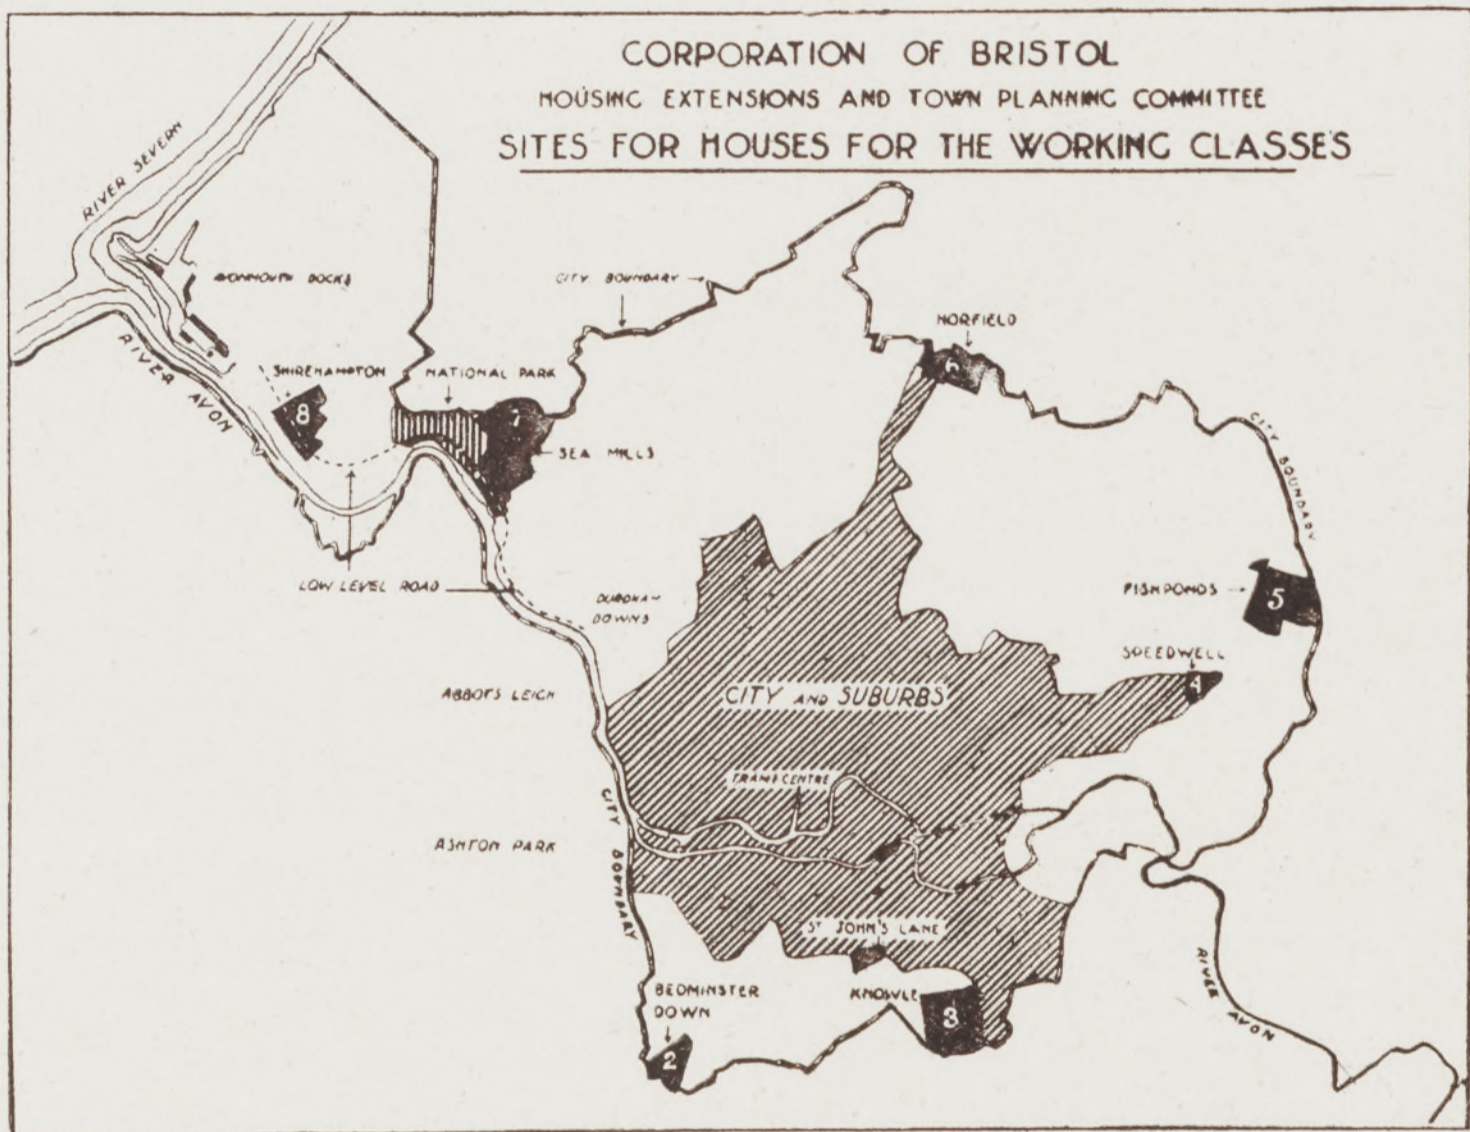 CORPORATION OF BRISTOL
HOUSING EXTENSIONS AND TOWN PLANNING COMMITTEE
SITES FOR HOUSES FOR THE WORKING CLASSES
RIVER SEVERN
AVONMOUTH DOCKS
CITY BOUNDARY
HORFIELD
6
RIVER AVON
SHIREHAMPTON
8
NATIONAL PARK
7
SEA MILLS
CITY BOUNDARY
LOW LEVEL ROAD
DURDHAM
DOWNS
FISHPONDS
5
SPEEDWELL
4
ABBOTS LEIGH
CITY AND SUBURBS
TRAMS CENTRE
CITY BOUNDARY
ASHTON PARK
ST JOHN'S LANE
BEDMINSTER
DOWN
2
KNOWLE
3
RIVER AVON